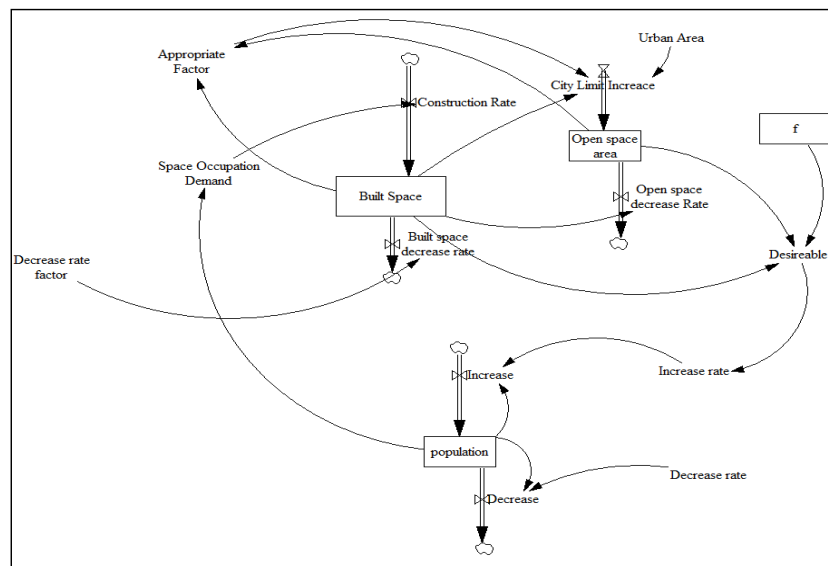 Urban Area
Appropriate
Factor
City Limit Increace
Construction Rate
f
Open space
area
Space Occupation
Demand
Built Space
Open space
decrease Rate
Built space
decrease rate
Decrease rate
factor
Desireable
Increase
Increase rate
population
Decrease rate
Decrease